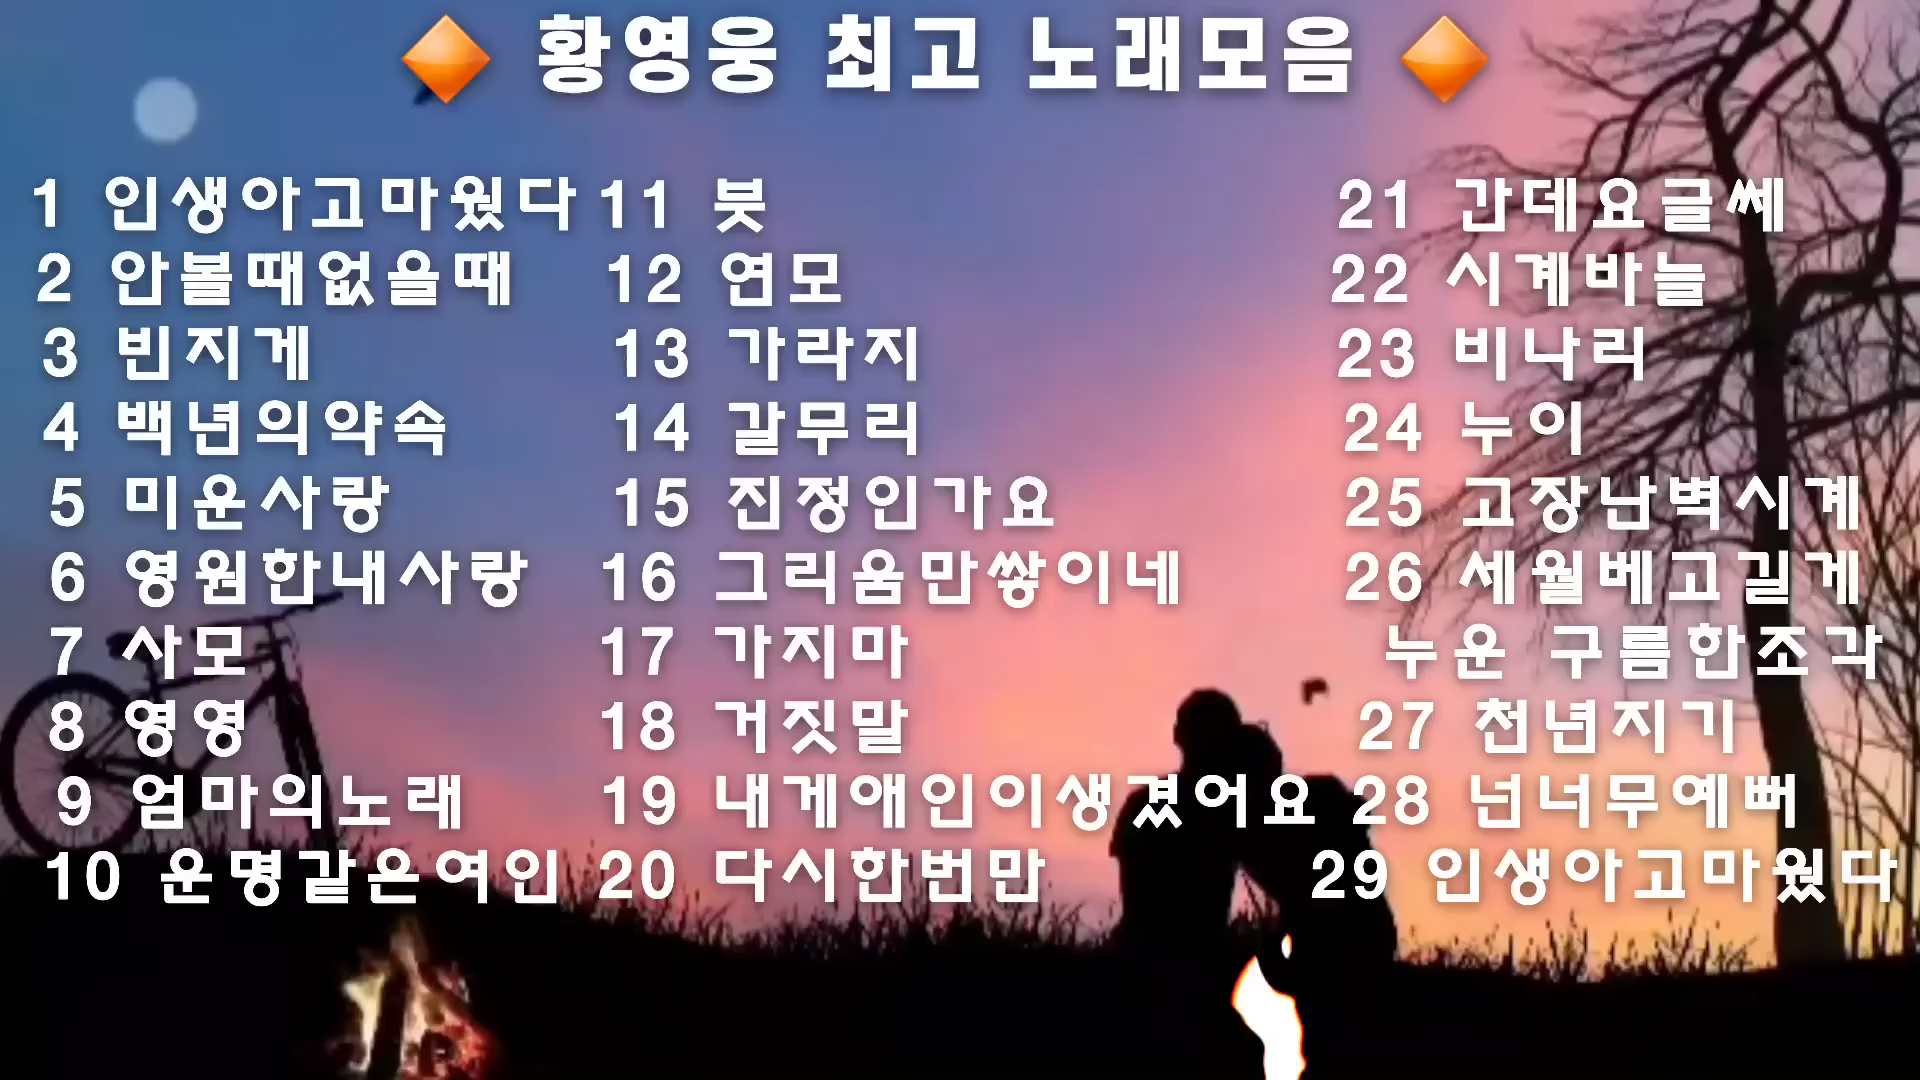 황영웅 최고 노래모음
1 인생아고마웠다
2 안볼때없을때
3 빈지게
4 백년의약속
5 미운사랑
6 영원한내사랑
7 사모
8 영영
9 엄마의노래
10 운명같은여인
11 붓
12 연모
13 가라지
14 갈무리
15 진정인가요
16 그리움만쌓이네
17 가지마
18 거짓말
19 내게애인이생겼어요
20 다시한번만
21 간데요글쎄
22 시계바늘
23 비나리
24 누이
25 고장난벽시계
26 세월베고길게
누운 구름한조각
27 천년지기
28 넌너무예뻐
29 인생아고마웠다